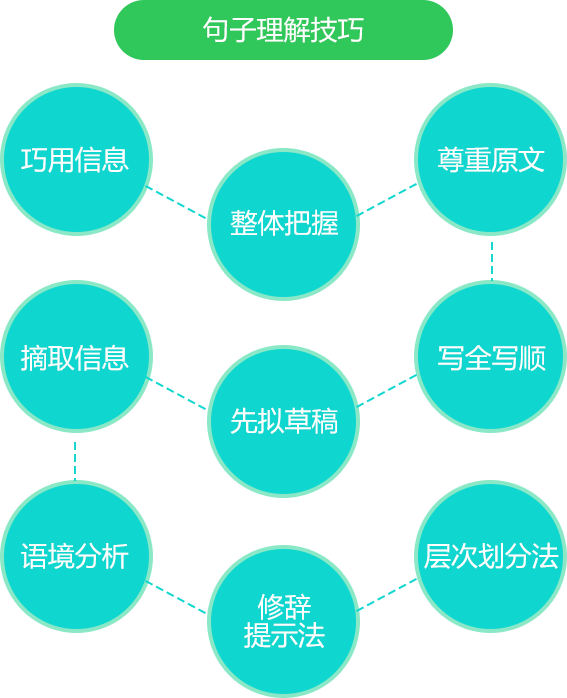 句子理解技巧
巧用信息
整体把握
尊重原文
摘取信息
先拟草稿
写全写顺
语境分析
修辞
提示法
层次划分法